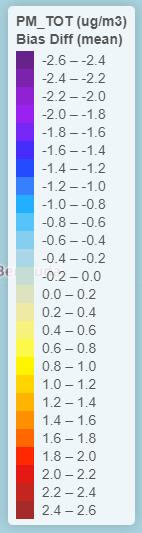 PM_TOT (ug/m3)
Bias Diff (mean)
-2.6 – -2.4
-2.4 – -2.2
-2.2 – -2.0
-2.0 – -1.8
-1.8 – -1.6
-1.6 – -1.4
-1.4 – -1.2
-1.2 – -1.0
-1.0 – -0.8
-0.8 – -0.6
-0.6 – -0.4
-0.4 – -0.2
-0.2 – 0.0
0.0 – 0.2
0.2 – 0.4
0.4 – 0.6
0.6 – 0.8
0.8 – 1.0
1.0 – 1.2
1.2 – 1.4
1.4 – 1.6
1.6 – 1.8
1.8 – 2.0
2.0 – 2.2
2.2 – 2.4
2.4 – 2.6